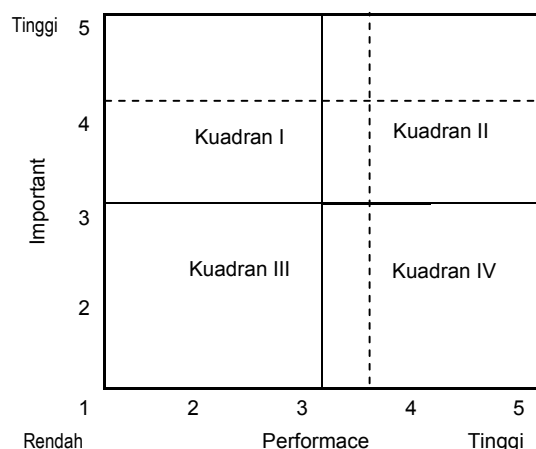 Tinggi 5
4
Kuadran I Kuadran II
Important
3
Kuadran III Kuadran IV
2
1 2 3 4 5
Rendah Performace Tinggi